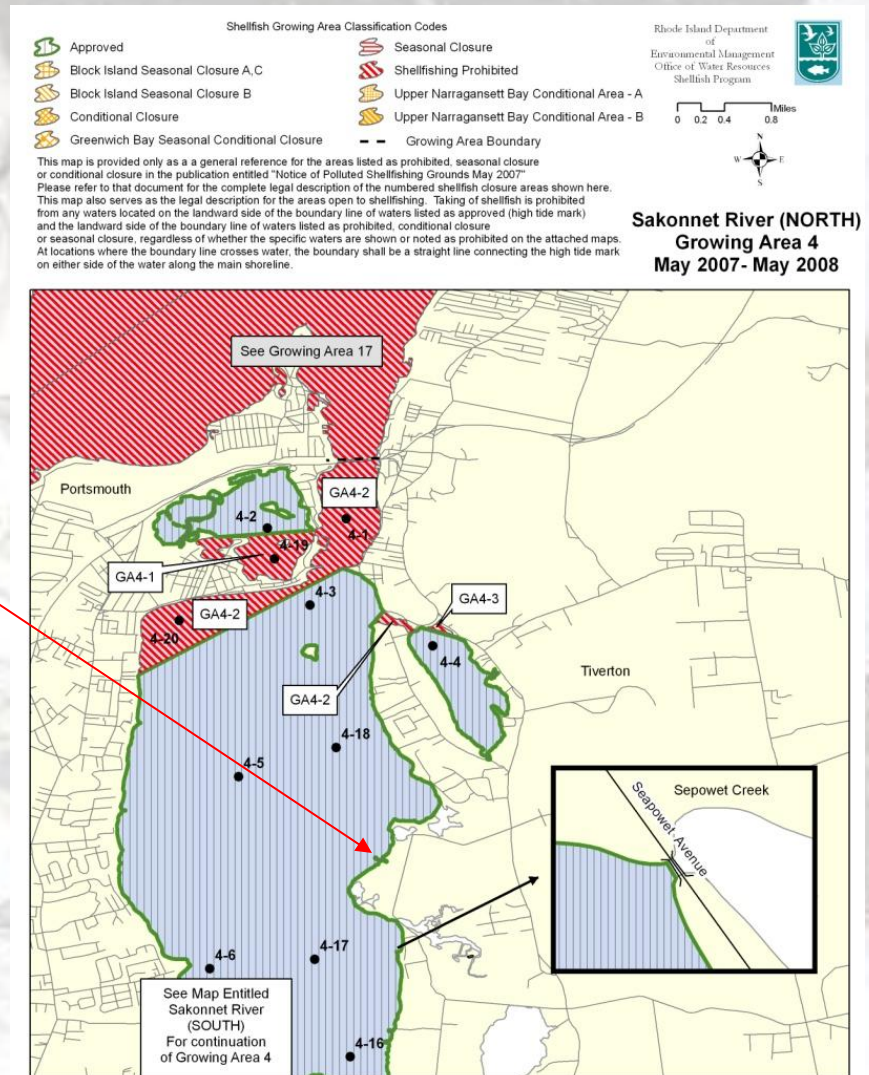 Shellfish Growing Area Classification Codes
Approved
Block Island Seasonal Closure A,C
Block Island Seasonal Closure B
Conditional Closure
Greenwich Bay Seasonal Conditional Closure
Seasonal Closure
Shellfishing Prohibited
Upper Narragansett Bay Conditional Area - A
Upper Narragansett Bay Conditional Area - B
Growing Area Boundary
Rhode Island Department
of
Environmental Management
Office of Water Resources
Shellfish Program
Miles
0 0.2 0.4 0.8
N
W E
S
This map is provided only as a a general reference for the areas listed as prohibited, seasonal closure
or conditional closure in the publication entitled "Notice of Polluted Shellfishing Grounds May 2007"
Please refer to that document for the complete legal description of the numbered shellfish closure areas shown here.
This map also serves as the legal description for the areas open to shellfishing. Taking of shellfish is prohibited
from any waters located on the landward side of the boundary line of waters listed as approved (high tide mark)
and the landward side of the boundary line of waters listed as prohibited, conditional closure
or seasonal closure, regardless of whether the specific waters are shown or noted as prohibited on the attached maps.
At locations where the boundary line crosses water, the boundary shall be a straight line connecting the high tide mark
on either side of the water along the main shoreline.
Sakonnet River (NORTH)
Growing Area 4
May 2007- May 2008
See Growing Area 17
Portsmouth
GA4-2
4-2
4-1
4-19
GA4-1
4-3
GA4-3
GA4-2
4-20
4-4
Tiverton
GA4-2
4-18
4-5
Sepowet Creek
Seapowet Avenue
4-17
4-6
See Map Entitled
Sakonnet River
(SOUTH)
For continuation
of Growing Area 4
4-16